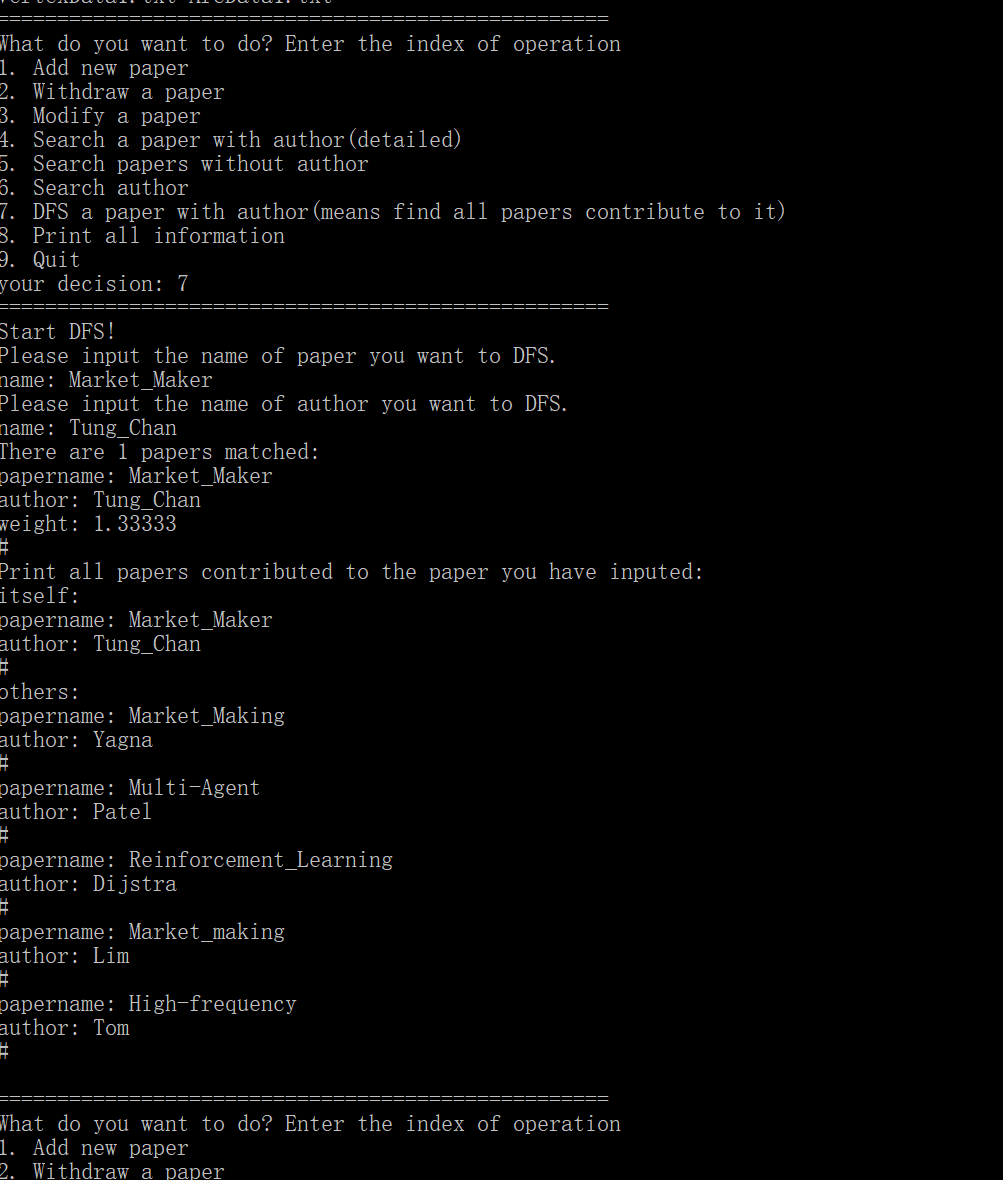 VertexData1.txt ArcData1.txt
====================================================
What do you want to do? Enter the index of operation
1. Add new paper
2. Withdraw a paper
3. Modify a paper
4. Search a paper with author(detailed)
5. Search papers without author
6. Search author
7. DFS a paper with author(means find all papers contribute to it)
8. Print all information
9. Quit
your decision: 7
====================================================
Start DFS!
Please input the name of paper you want to DFS.
name: Market_Maker
Please input the name of author you want to DFS.
name: Tung_Chan
There are 1 papers matched:
papername: Market_Maker
author: Tung_Chan
weight: 1.33333
#
Print all papers contributed to the paper you have inputed:
itself:
papername: Market_Maker
author: Tung_Chan
#
others:
papername: Market_Making
author: Yagna
#
papername: Multi-Agent
author: Patel
#
papername: Reinforcement_Learning
author: Dijstra
#
papername: Market_making
author: Lim
#
papername: High-frequency
author: Tom
#
====================================================
What do you want to do? Enter the index of operation
1. Add new paper
2. Withdraw a paper